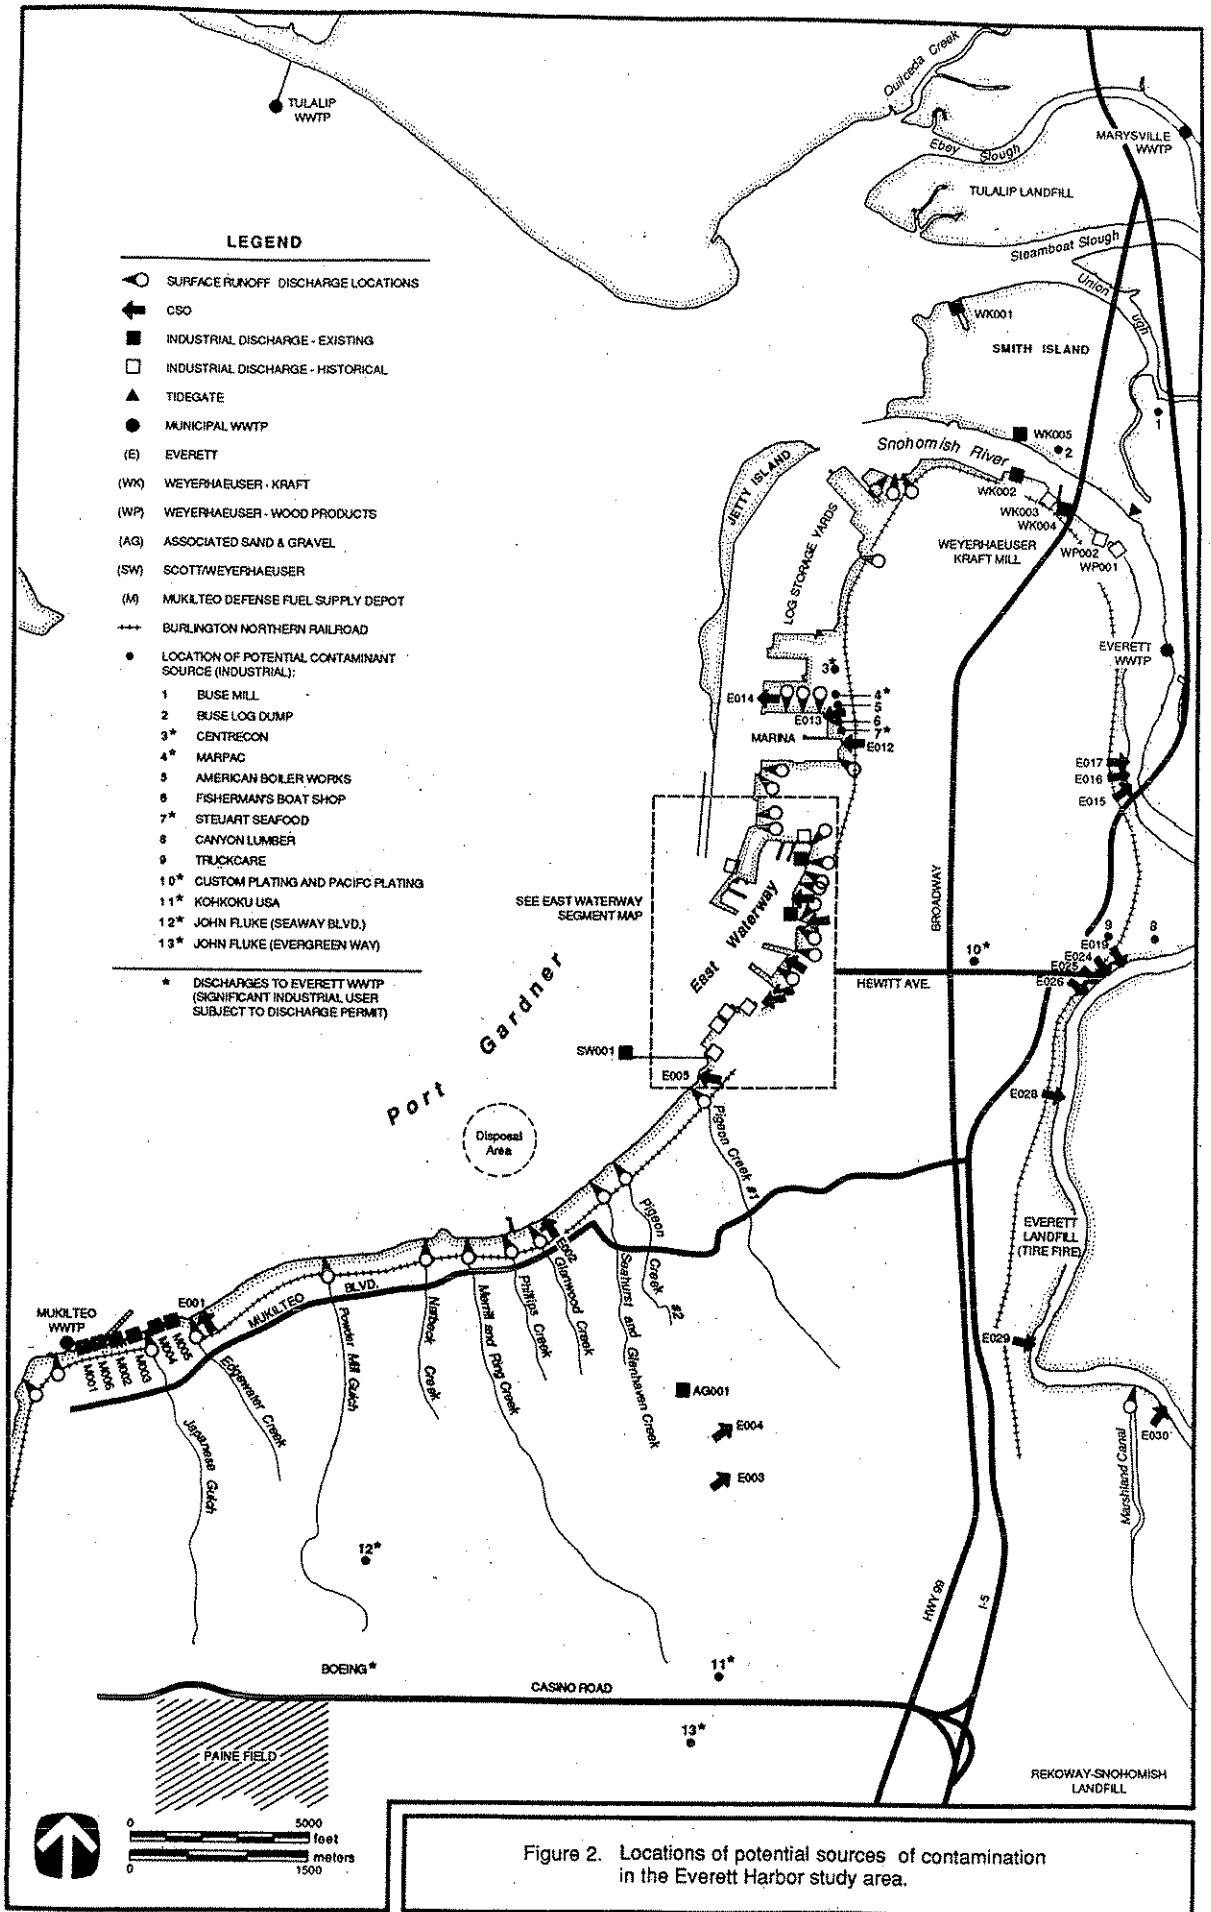 TULALIP
WWTP
Quilceda Creek
Ebey Slough
MARYSVILLE
WWTP
TULALIP LANDFILL
Steamboat Slough
Union
ugh
LEGEND
SURFACE RUNOFF DISCHARGE LOCATIONS
CSO
INDUSTRIAL DISCHARGE - EXISTING
INDUSTRIAL DISCHARGE - HISTORICAL
TIDEGATE
MUNICIPAL WWTP
(E) EVERETT
(WK) WEYERHAEUSER - KRAFT
(WP) WEYERHAEUSER - WOOD PRODUCTS
(AG) ASSOCIATED SAND & GRAVEL
(SW) SCOTT/WEYERHAEUSER
(M) MUKILTEO DEFENSE FUEL SUPPLY DEPOT
BURLINGTON NORTHERN RAILROAD
LOCATION OF POTENTIAL CONTAMINANT
SOURCE (INDUSTRIAL):
1 BUSE MILL
2 BUSE LOG DUMP
3* CENTRECON
4* MARPAC
5 AMERICAN BOILER WORKS
6 FISHERMAN'S BOAT SHOP
7* STEUART SEAFOOD
8 CANYON LUMBER
9 TRUCKCARE
10* CUSTOM PLATING AND PACIFC PLATING
11* KOHKOKU USA
12* JOHN FLUKE (SEAWAY BLVD.)
13* JOHN FLUKE (EVERGREEN WAY)
* DISCHARGES TO EVERETT WWTP
(SIGNIFICANT INDUSTRIAL USER
SUBJECT TO DISCHARGE PERMIT)
WK001
SMITH ISLAND
1
WK005
2
Snohomish River
JETTY ISLAND
LOG STORAGE YARDS
WK002
WK003
WK004
WEYERHAEUSER
KRAFT MILL
WP002
WP001
EVERETT
WWTP
3*
E014
4*
5
E013
6
7*
MARINA
E012
E017
E016
E015
BROADWAY
SEE EAST WATERWAY
SEGMENT MAP
East Waterway
9
8
10*
E019
E024
E025
E026
HEWITT AVE.
Port Gardner
SW001
E005
E028
Disposal
Area
Pigeon Creek #1
Pigeon Creek #2
EVERETT
LANDFILL
(TIRE FIRE)
E002
Glenwood Creek
Phillips Creek
Seahurst and Glenhaven Creek
Merrill and Ring Creek
Narbeck Creek
Powder Mill Gulch
MUKILTEO BLVD.
MUKILTEO
WWTP
E001
M001
M006
M002
M003
M004
M005
Edgewater Creek
Japanese Gulch
E029
AG001
E004
E003
E030
Marshland Canal
12*
HWY 99
I-5
BOEING*
11*
CASINO ROAD
13*
PAINE FIELD
REKOWAY-SNOHOMISH
LANDFILL
0 5000
feet
meters
0 1500
Figure 2. Locations of potential sources of contamination
in the Everett Harbor study area.